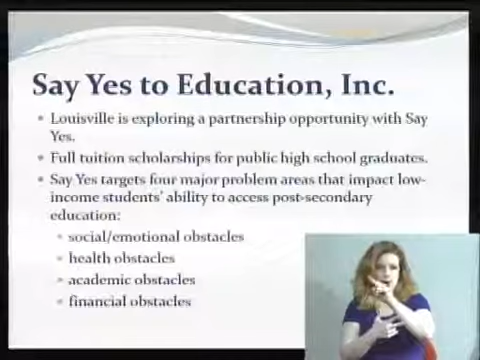 Say Yes to Education, Inc.
Louisville is exploring a partnership opportunity with Say
Yes.
Full tuition scholarships for public high school graduates.
Say Yes targets four major problem areas that impact low-
income students' ability to access post-secondary
education:
social/emotional obstacles
health obstacles
academic obstacles
financial obstacles